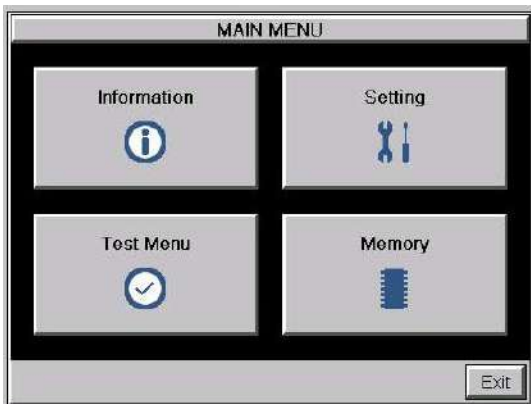 MAIN MENU
Information
Setting
Test Menu
Memory
Exit